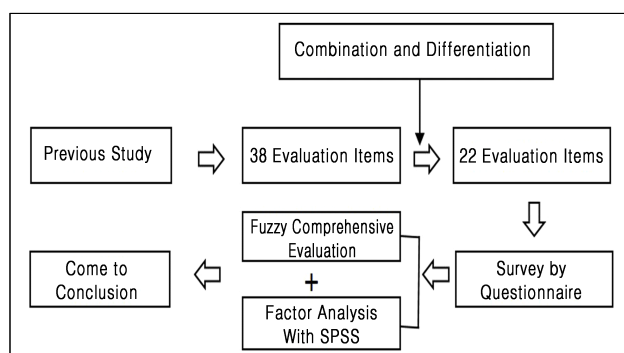 Combination and Differentiation
Previous Study
38 Evaluation Items
22 Evaluation Items
Survey by
Questionnaire
Fuzzy Comprehensive
Evaluation
+
Factor Analysis
With SPSS
Come to
Conclusion